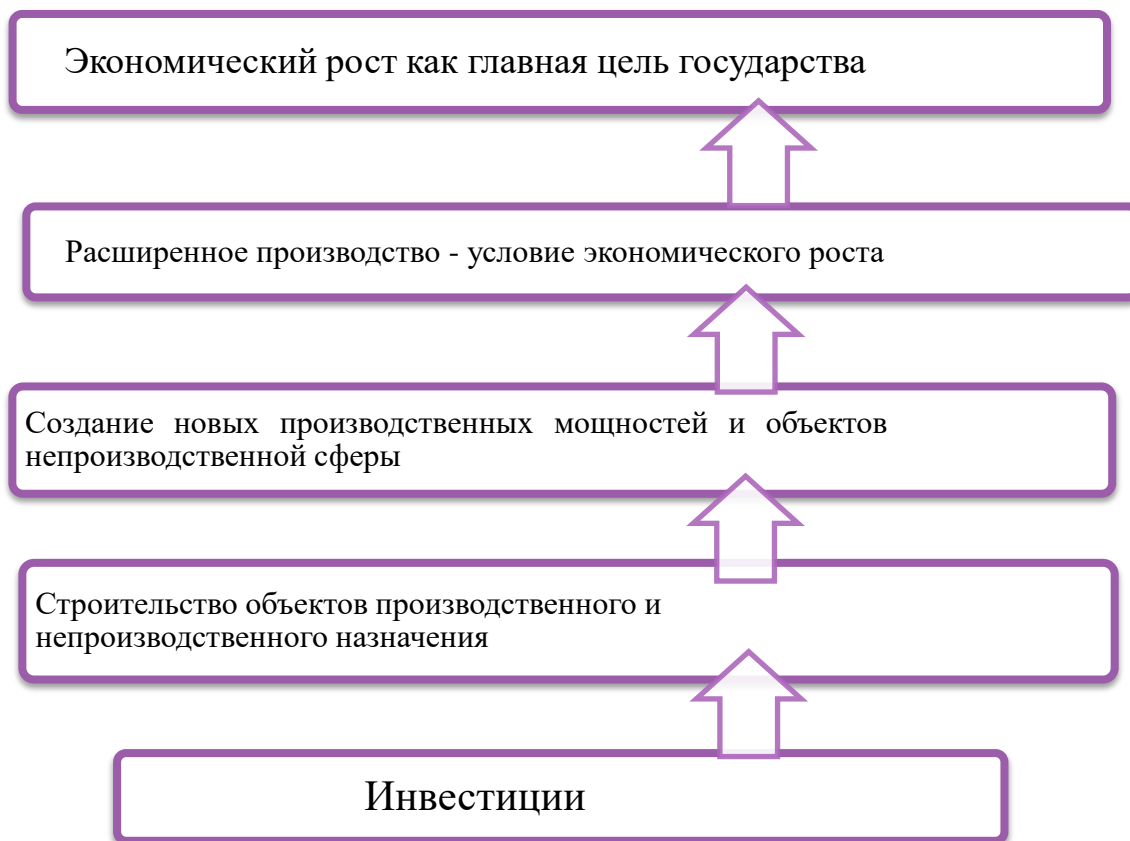 Экономический рост как главная цель государства
Расширенное производство - условие экономического роста
Создание новых производственных мощностей и объектов
непроизводственной сферы
Строительство объектов производственного и
непроизводственного назначения
Инвестиции